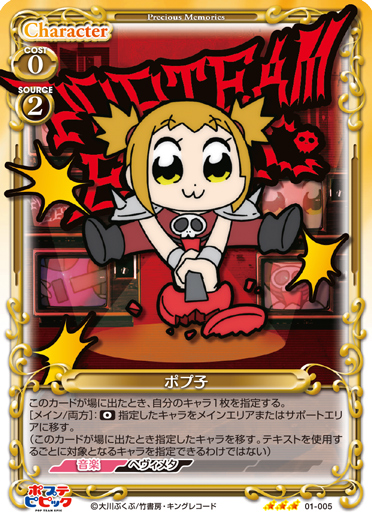 Precious Memories
Character
COST
0
SOURCE
2
POPTEAM
ポプ子
このカードが場に出たとき、自分のキャラ1枚を指定する。
[メイン/両方]:0指定したキャラをメインエリアまたはサポートエリア
に移す。
(このカードが場に出たとき指定したキャラを移す。テキストを使用す
るごとに対象となるキャラを指定できるわけではない)
音楽 ヘヴィメタ
ポプテ
ピピック
POP TEAM EPIC
©大川ぶくぶ/竹書房・キングレコード
01-005